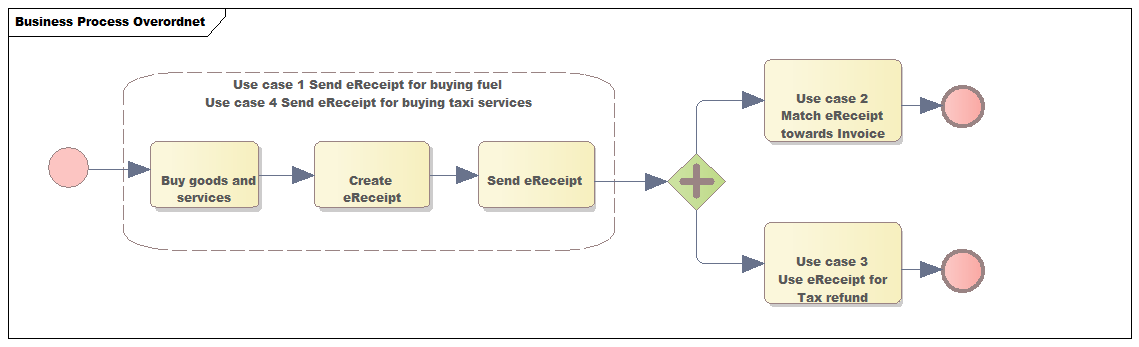 Business Process Overordnet
Use case 1 Send eReceipt for buying fuel
Use case 4 Send eReceipt for buying taxi services
Buy goods and
services
Create
eReceipt
Send eReceipt
Use case 2
Match eReceipt
towards Invoice
Use case 3
Use eReceipt for
Tax refund